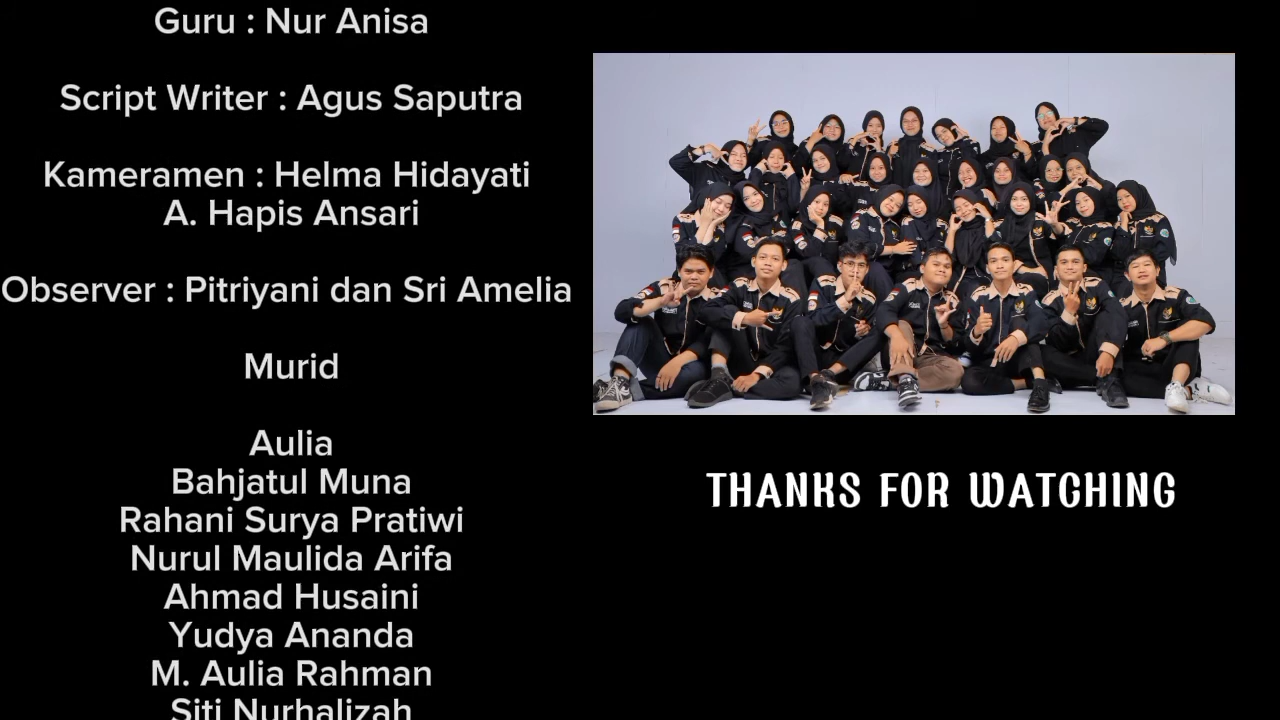 Guru : Nur Anisa
Script Writer : Agus Saputra
Kameramen : Helma Hidayati
A. Hapis Ansari
Observer : Pitriyani dan Sri Amelia
Murid
Aulia
Bahjatul Muna
Rahani Surya Pratiwi
Nurul Maulida Arifa
Ahmad Husaini
Yudya Ananda
M. Aulia Rahman
Siti Nurhalizah
THANKS FOR WATCHING